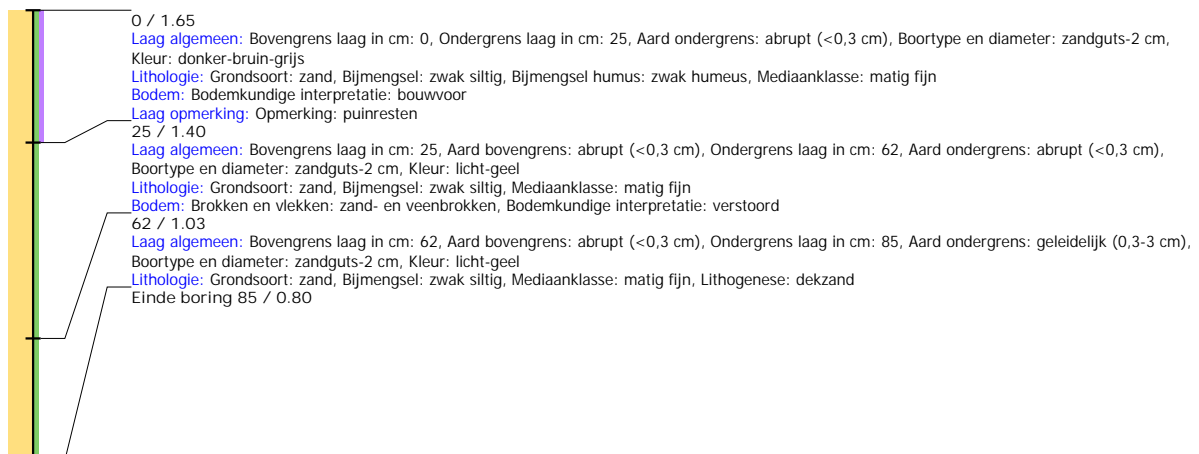 0 / 1.65
Laag algemeen: Bovengrens laag in cm: 0, Ondergrens laag in cm: 25, Aard ondergrens: abrupt (<0,3 cm), Boortype en diameter: zandguts-2 cm,
Kleur: donker-bruin-grijs
Lithologie: Grondsoort: zand, Bijmengsel: zwak siltig, Bijmengsel humus: zwak humeus, Mediaanklasse: matig fijn
Bodem: Bodemkundige interpretatie: bouwvoor
Laag opmerking: Opmerking: puinresten
25 / 1.40
Laag algemeen: Bovengrens laag in cm: 25, Aard bovengrens: abrupt (<0,3 cm), Ondergrens laag in cm: 62, Aard ondergrens: abrupt (<0,3 cm),
Boortype en diameter: zandguts-2 cm, Kleur: licht-geel
Lithologie: Grondsoort: zand, Bijmengsel: zwak siltig, Mediaanklasse: matig fijn
Bodem: Brokken en vlekken: zand- en veenbrokken, Bodemkundige interpretatie: verstoord
62 / 1.03
Laag algemeen: Bovengrens laag in cm: 62, Aard bovengrens: abrupt (<0,3 cm), Ondergrens laag in cm: 85, Aard ondergrens: geleidelijk (0,3-3 cm),
Boortype en diameter: zandguts-2 cm, Kleur: licht-geel
Lithologie: Grondsoort: zand, Bijmengsel: zwak siltig, Mediaanklasse: matig fijn, Lithogenese: dekzand
Einde boring 85 / 0.80